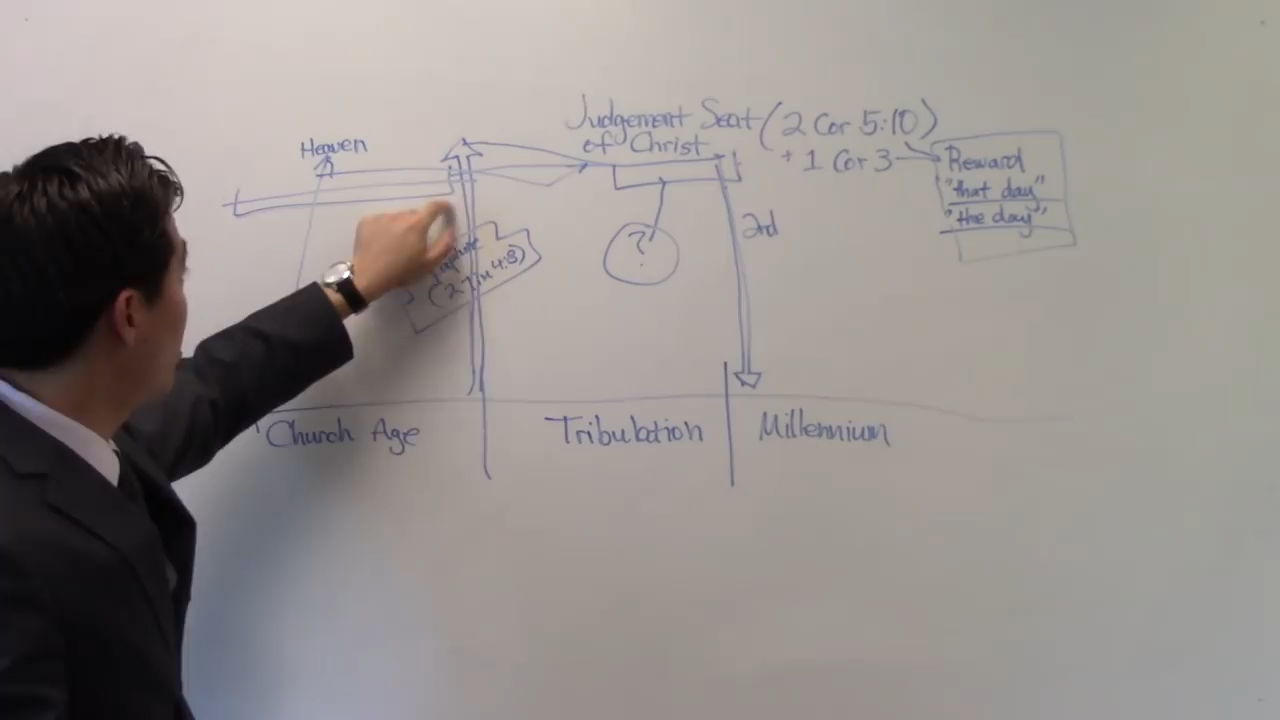 Heaven
Judgement Seat (2 Cor 5:10)
of Christ + 1 Cor 3
Reward
"that day"
"the day"
2nd
?
Church Age
Tribulation
Millennium